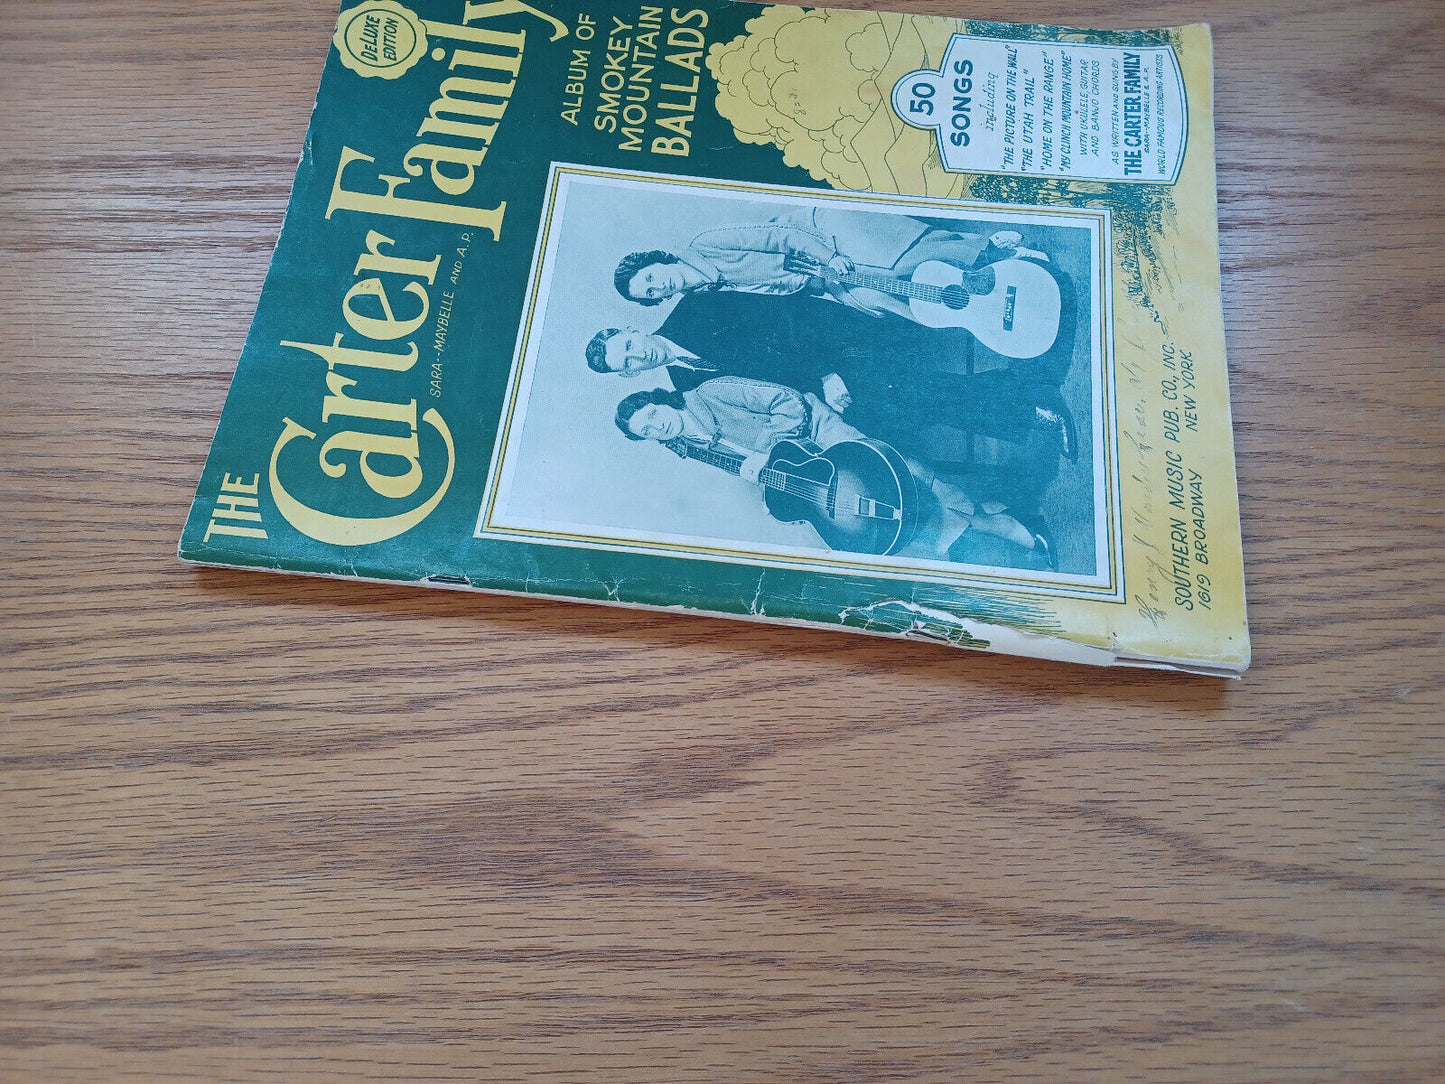 DELUXE
EDITION
THE
Carter Family
SARA--MAYBELLE AND A.P.
ALBUM OF
SMOKEY
MOUNTAIN
BALLADS
50
SONGS
including
"THE PICTURE ON THE WALL"
"THE UTAH TRAIL"
"HOME ON THE RANGE"
"MY CLINCH MOUNTAIN HOME"
WITH UKULELE, GUITAR
AND BANJO CHORDS
AS WRITTEN AND SUNG BY
THE CARTER FAMILY
SARA--MAYBELLE & A.P.
WORLD FAMOUS RECORDING ARTISTS
SOUTHERN MUSIC PUB. CO., INC.
1619 BROADWAY NEW YORK